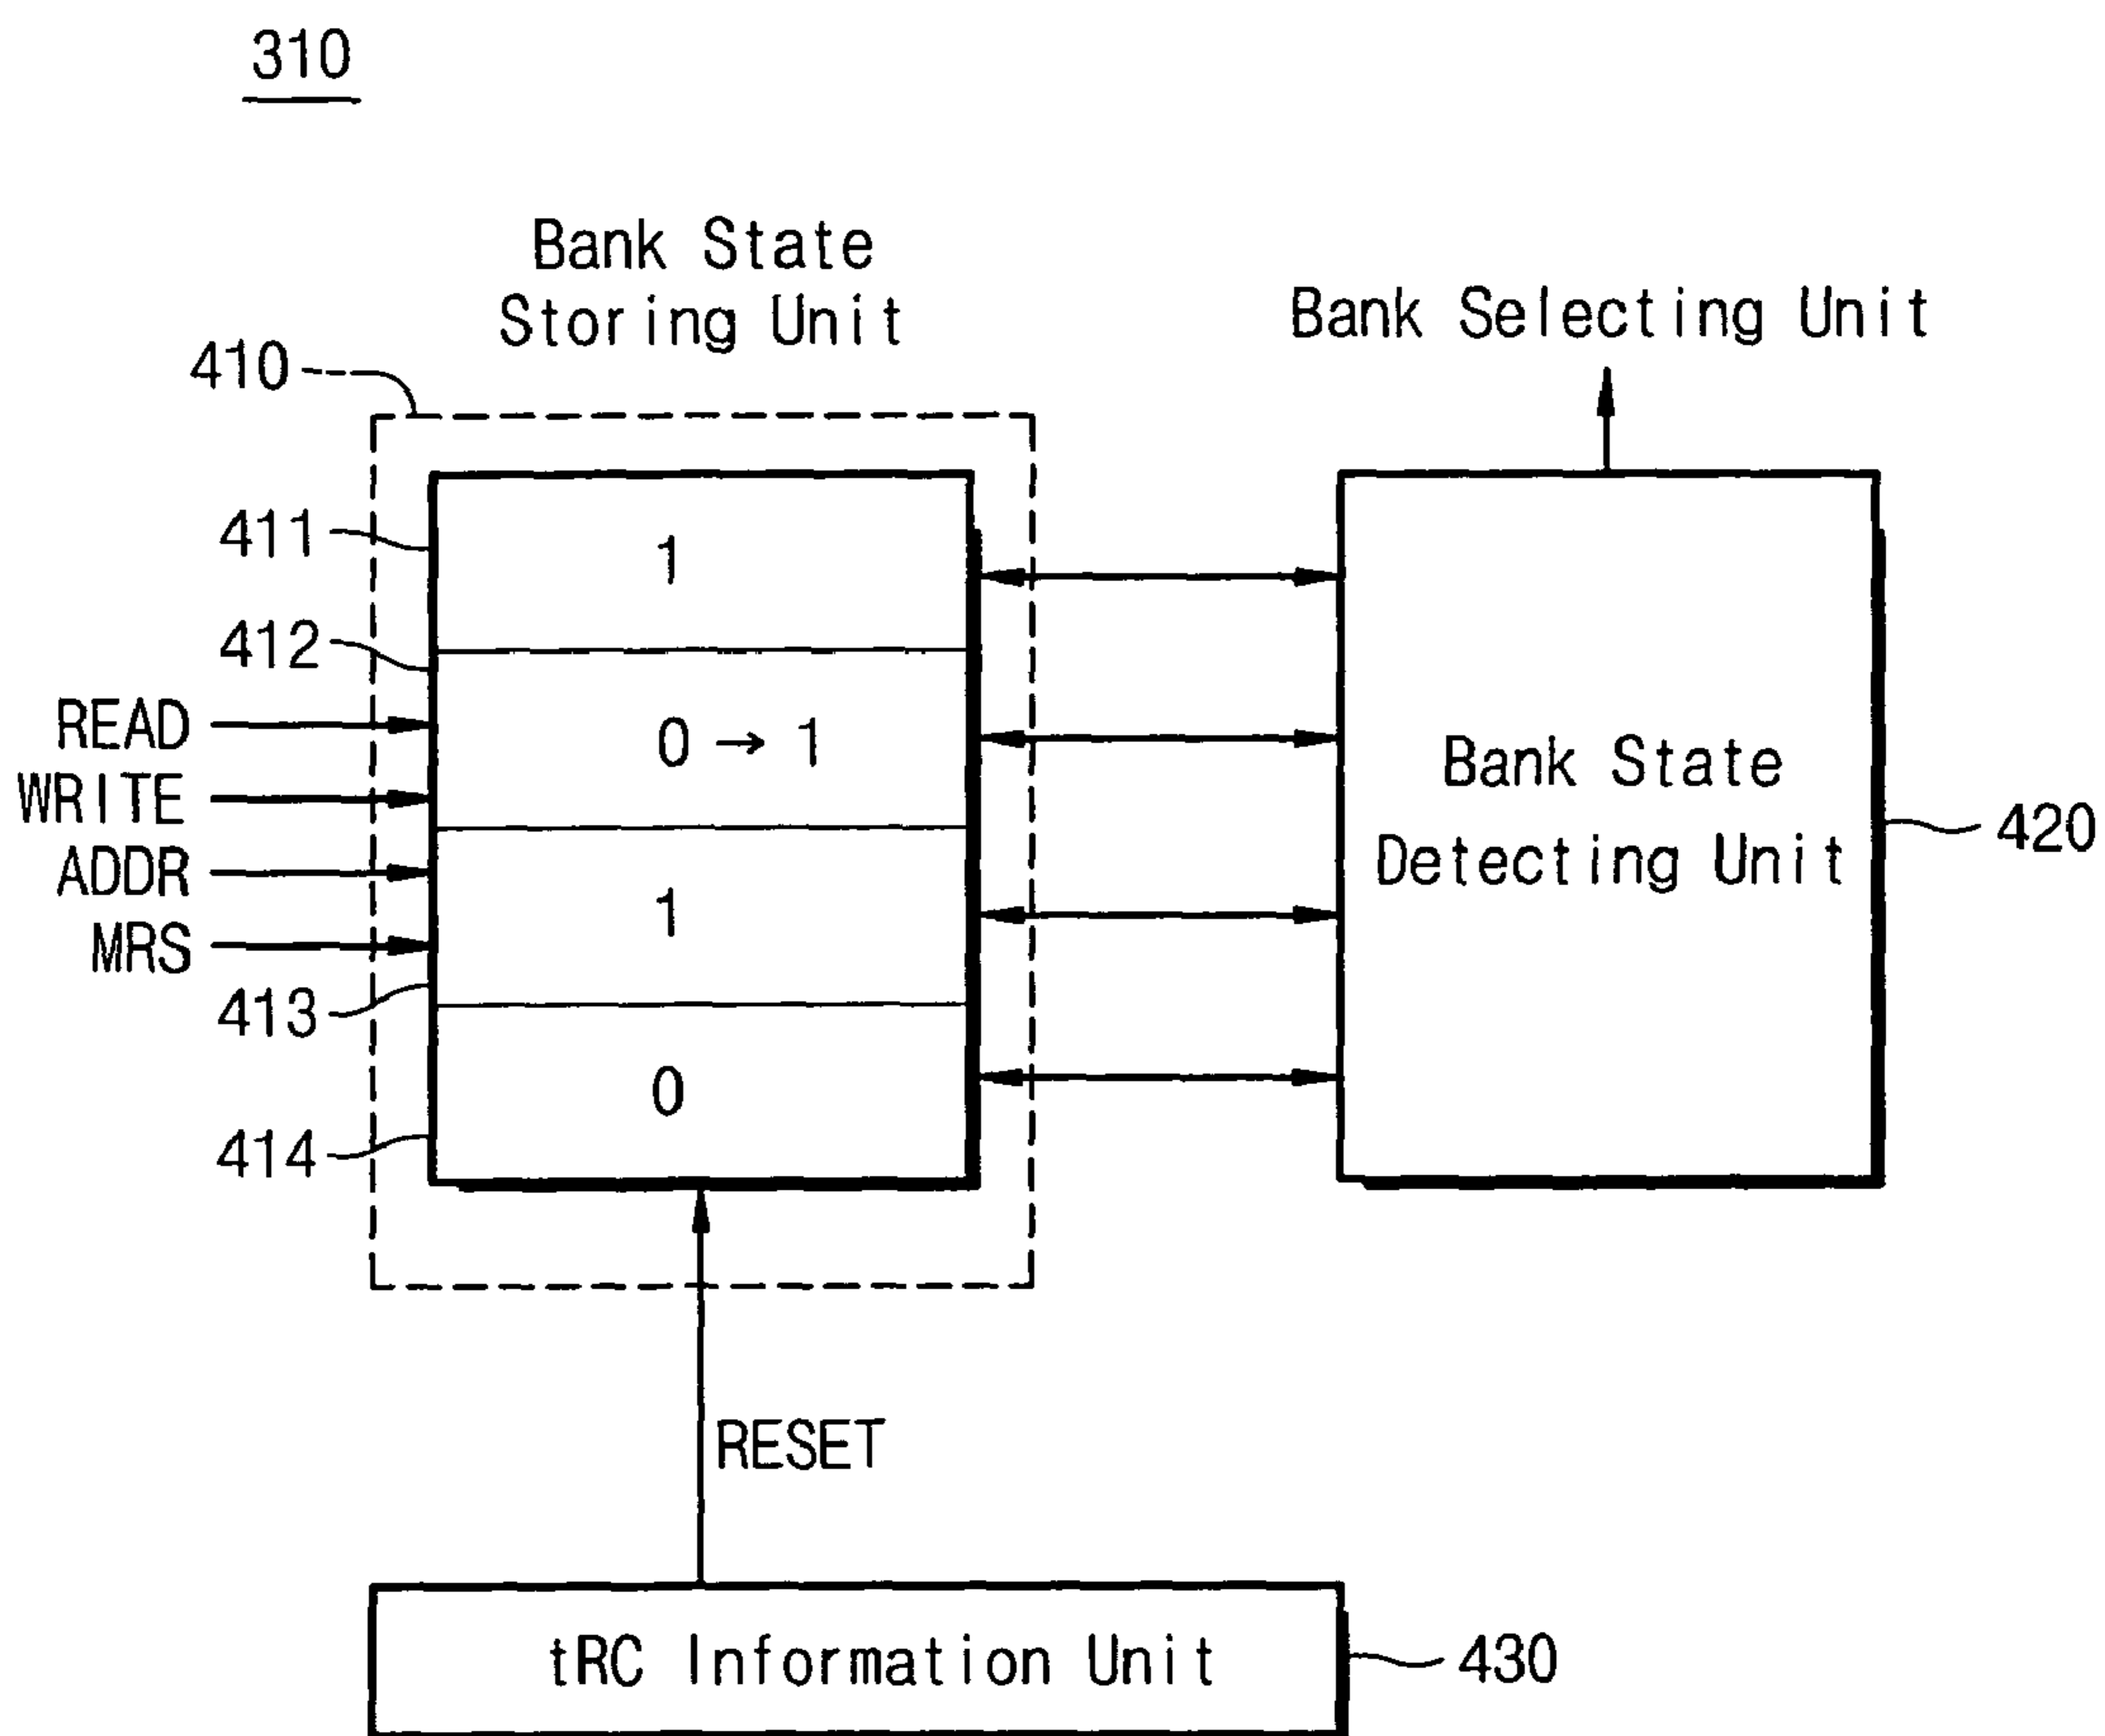 310
Bank State
Storing Unit
Bank Selecting Unit
410
411
1
412
READ
0 → 1
WRITE
Bank State
Detecting Unit
420
ADDR
MRS
1
413
0
414
RESET
tRC Information Unit
430